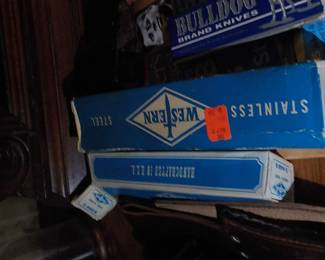 BULLDOG
BRAND KNIVES
STAINLESS
WESTERN
STEEL
HANDCRAFTED IN U.S.A.